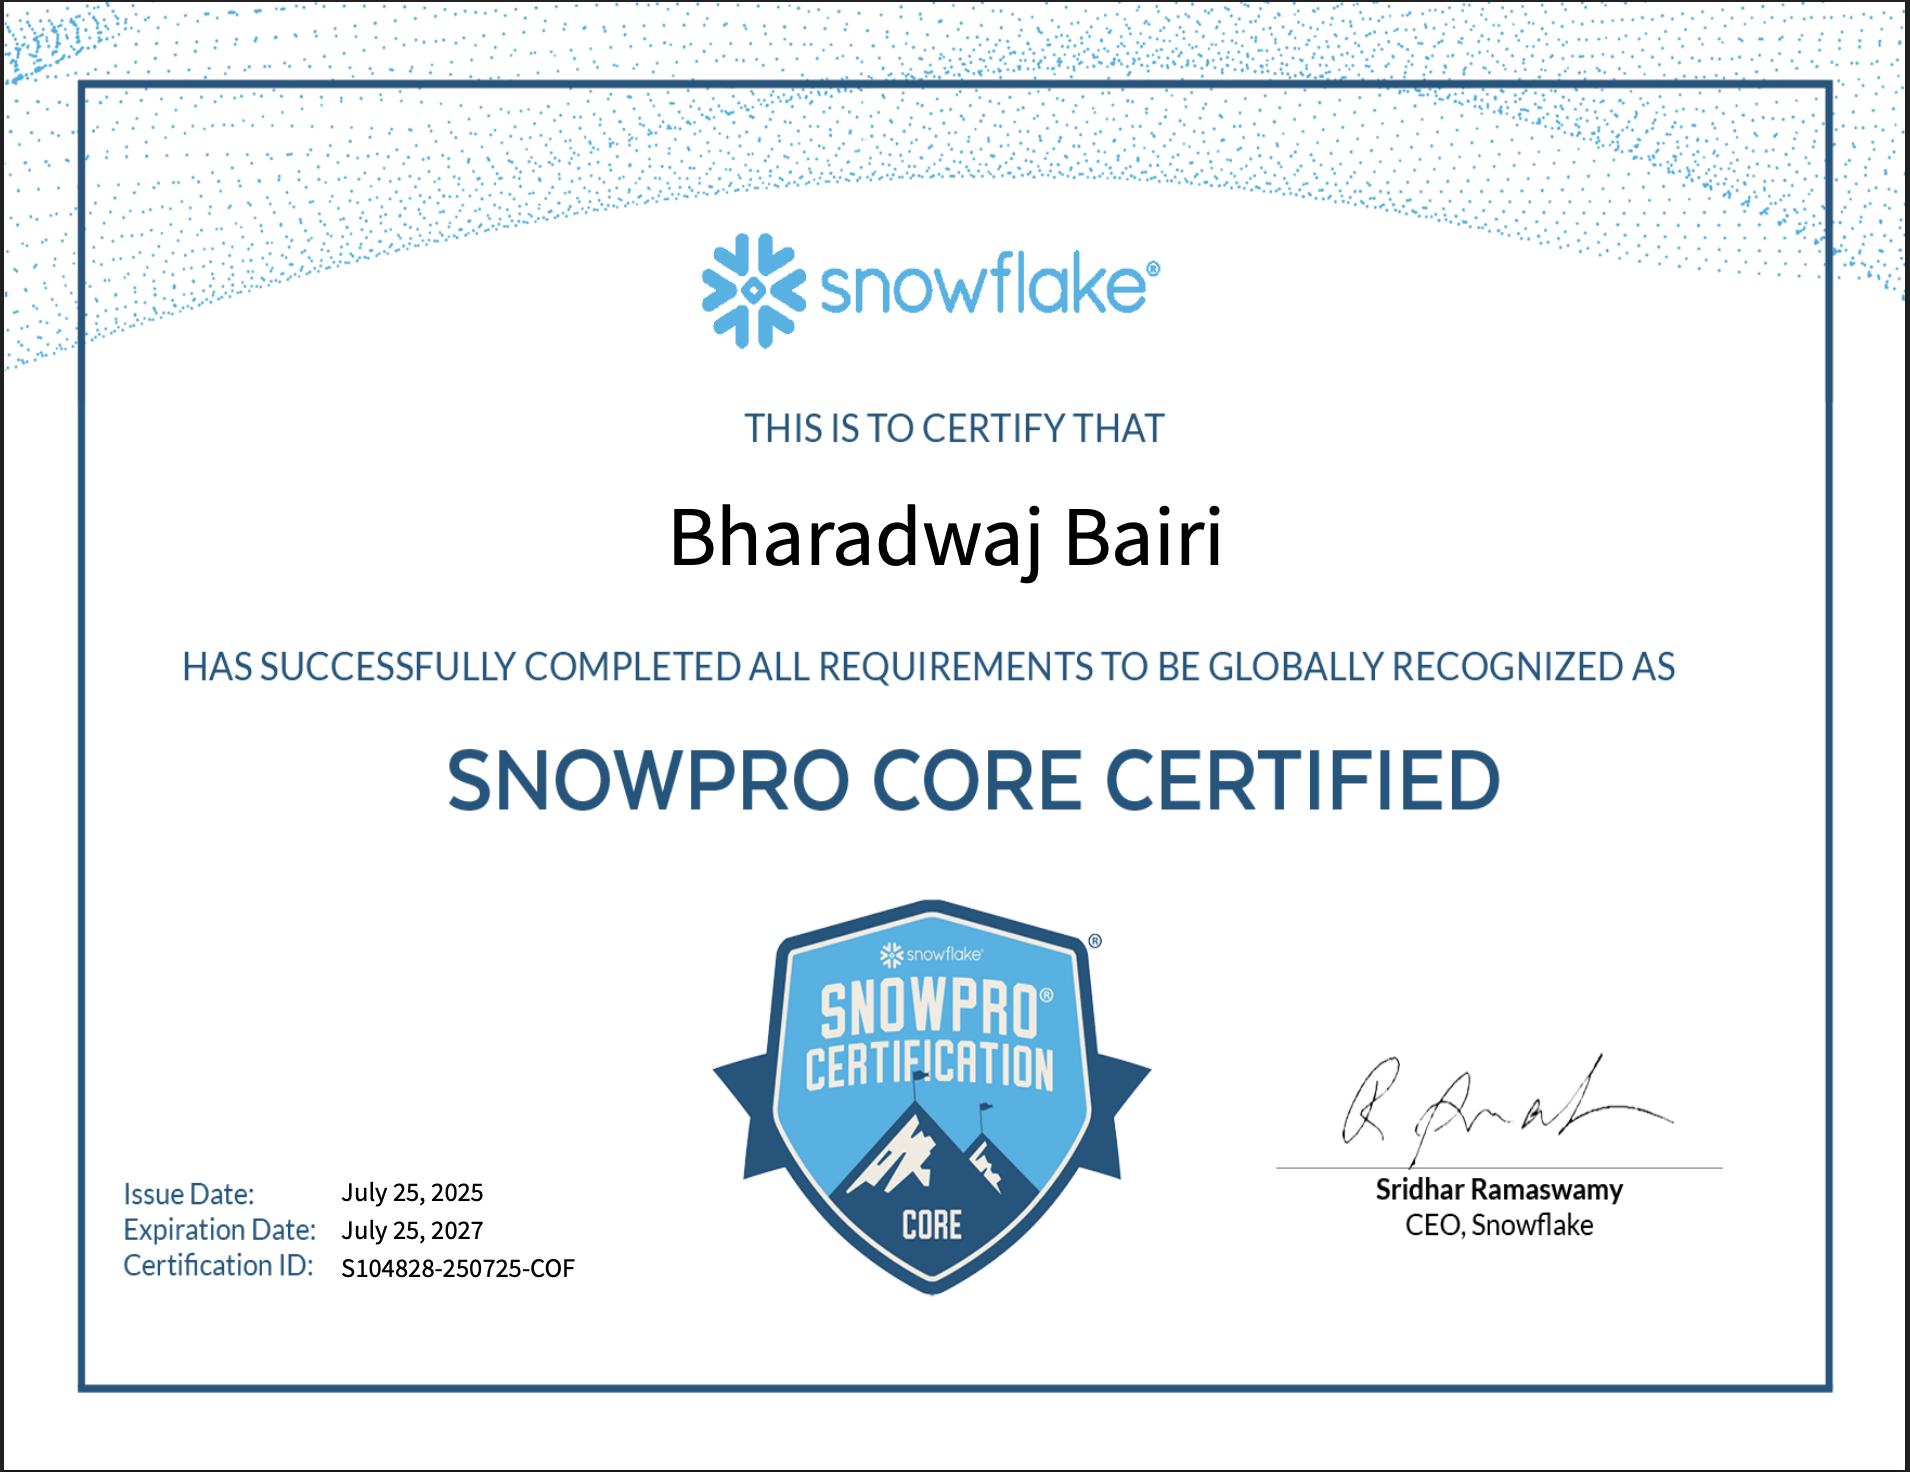 snowflake®
THIS IS TO CERTIFY THAT
Bharadwaj Bairi
HAS SUCCESSFULLY COMPLETED ALL REQUIREMENTS TO BE GLOBALLY RECOGNIZED AS
SNOWPRO CORE CERTIFIED
®
snowflake®
SNOWPRO®
CERTIFICATION
CORE
Issue Date: July 25, 2025
Expiration Date: July 25, 2027
Certification ID: S104828-250725-COF
Sridhar Ramaswamy
CEO, Snowflake